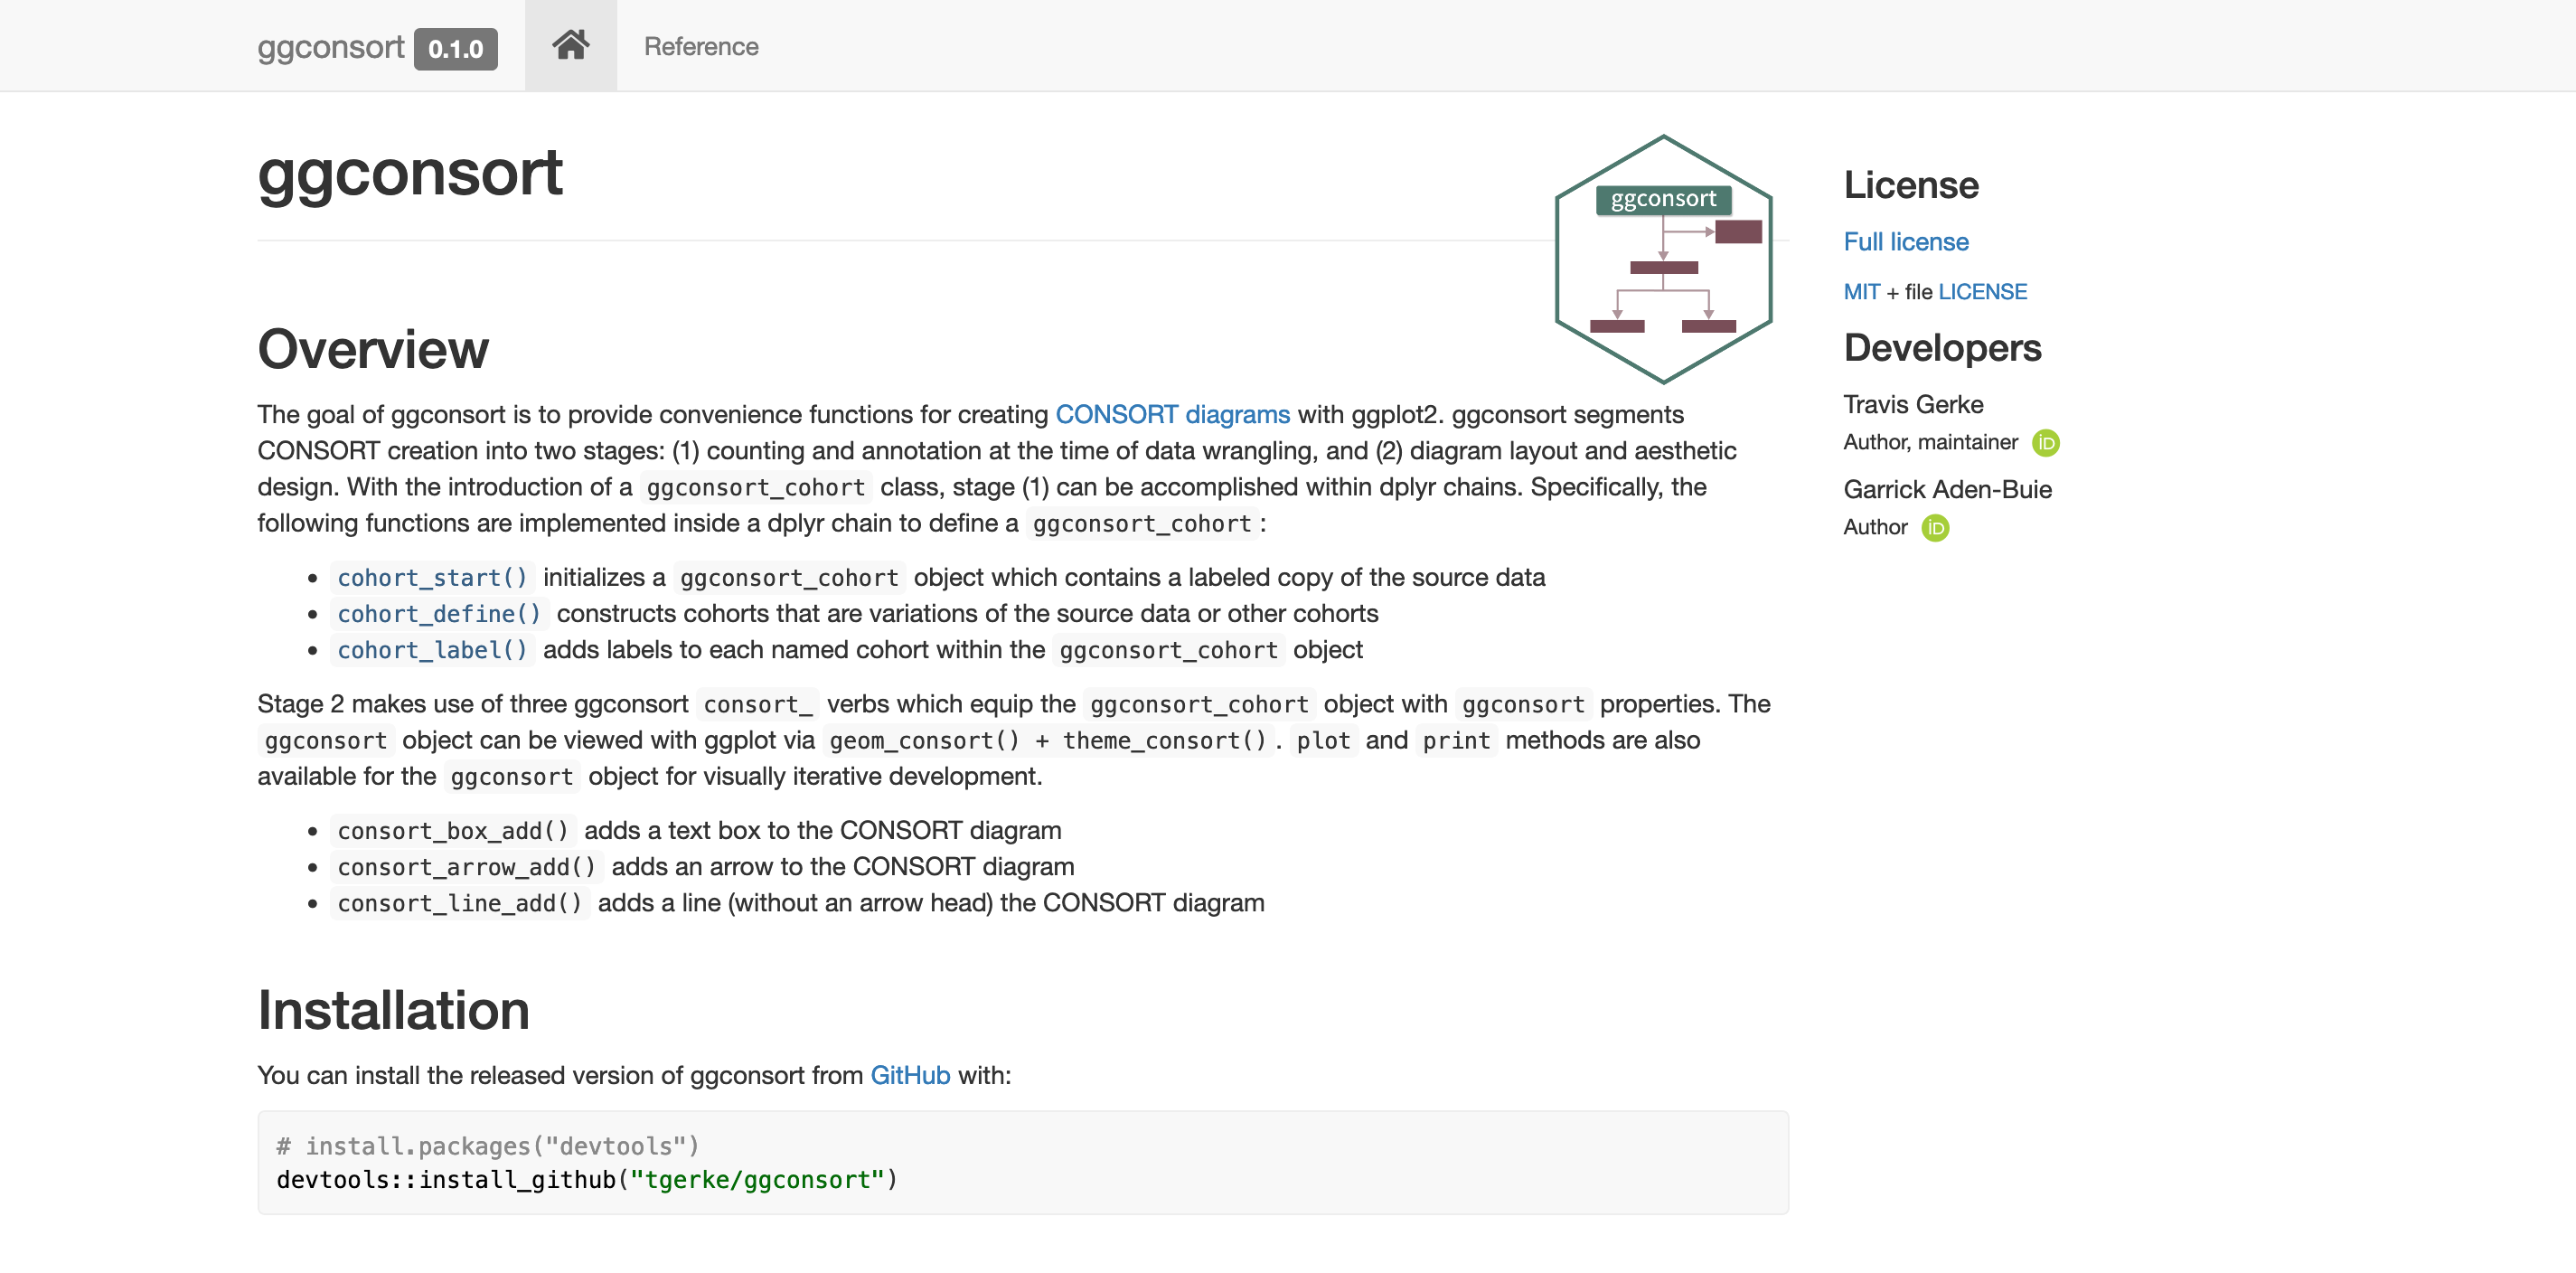 ggconsort 0.1.0 Reference
ggconsort
ggconsort
Overview
The goal of ggconsort is to provide convenience functions for creating CONSORT diagrams with ggplot2. ggconsort segments
CONSORT creation into two stages: (1) counting and annotation at the time of data wrangling, and (2) diagram layout and aesthetic
design. With the introduction of a ggconsort_cohort class, stage (1) can be accomplished within dplyr chains. Specifically, the
following functions are implemented inside a dplyr chain to define a ggconsort_cohort :
• cohort_start() initializes a ggconsort_cohort object which contains a labeled copy of the source data
• cohort_define() constructs cohorts that are variations of the source data or other cohorts
• cohort_label() adds labels to each named cohort within the ggconsort_cohort object
Stage 2 makes use of three ggconsort consort_ verbs which equip the ggconsort_cohort object with ggconsort properties. The
ggconsort object can be viewed with ggplot via geom_consort() + theme_consort() . plot and print methods are also
available for the ggconsort object for visually iterative development.
• consort_box_add() adds a text box to the CONSORT diagram
• consort_arrow_add() adds an arrow to the CONSORT diagram
• consort_line_add() adds a line (without an arrow head) the CONSORT diagram
Installation
You can install the released version of ggconsort from GitHub with:
# install.packages("devtools")
devtools::install_github("tgerke/ggconsort")
License
Full license
MIT + file LICENSE
Developers
Travis Gerke
Author, maintainer iD
Garrick Aden-Buie
Author iD